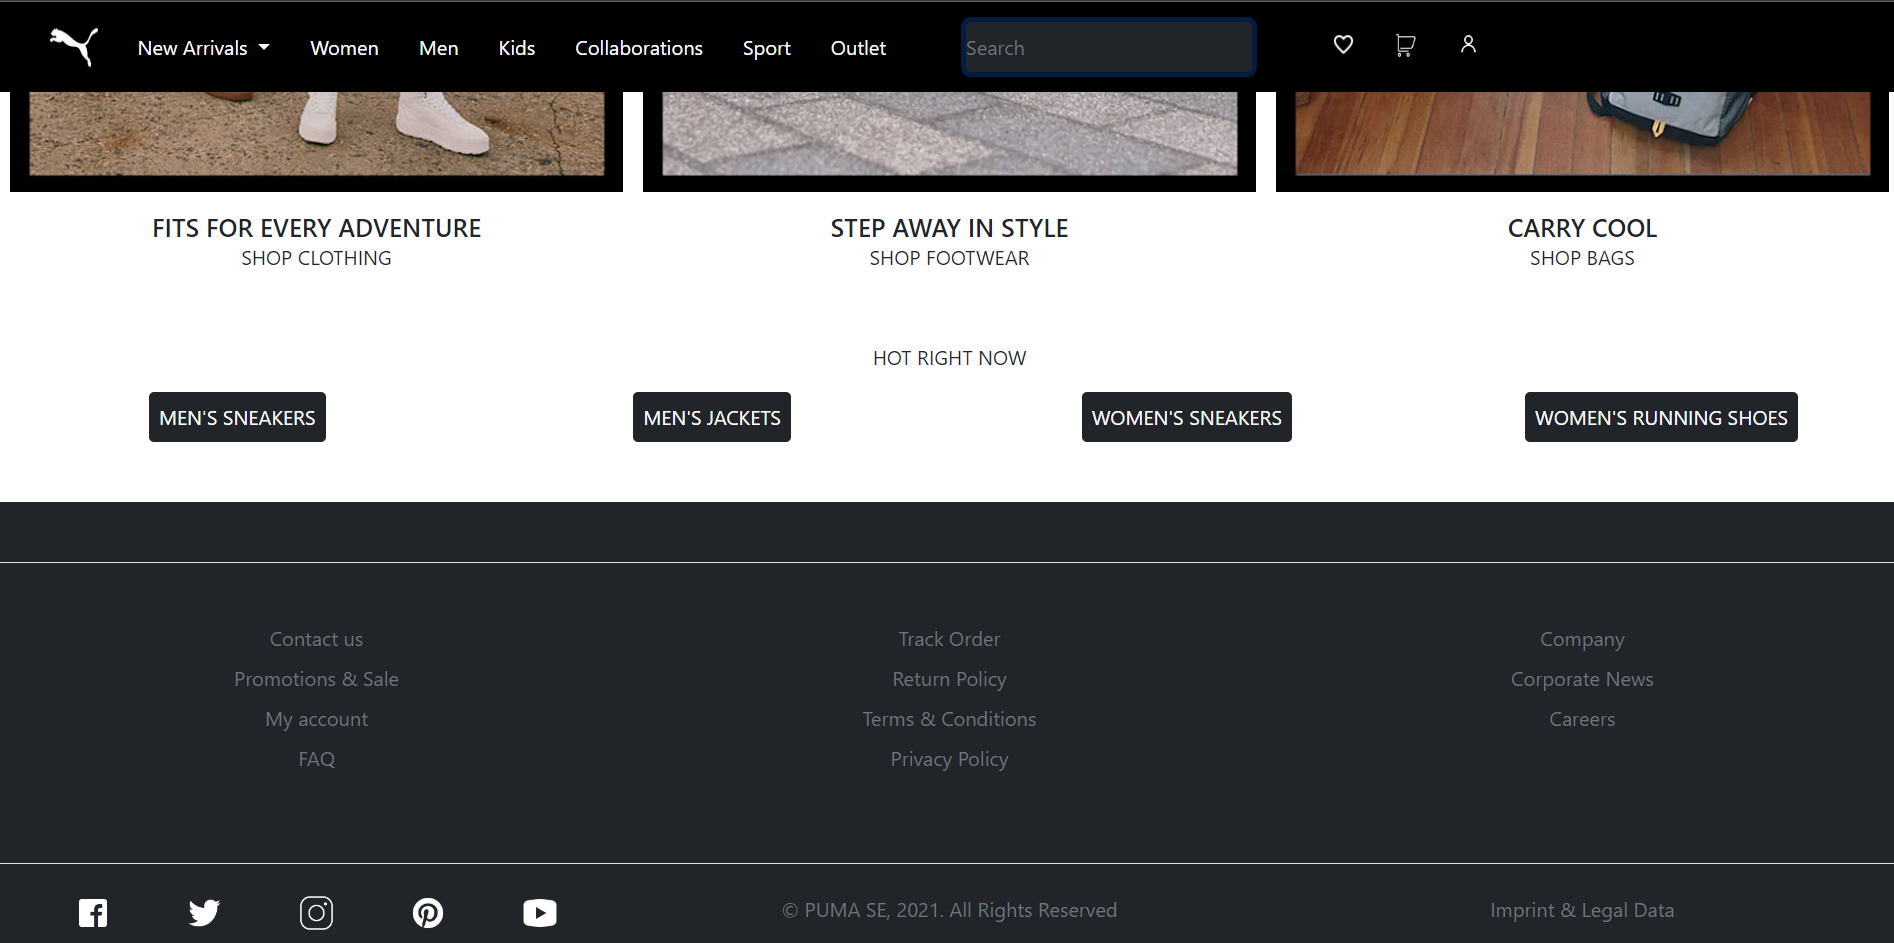 New Arrivals Women Men Kids Collaborations Sport Outlet Search
FITS FOR EVERY ADVENTURE
SHOP CLOTHING
STEP AWAY IN STYLE
SHOP FOOTWEAR
CARRY COOL
SHOP BAGS
HOT RIGHT NOW
MEN'S SNEAKERS
MEN'S JACKETS
WOMEN'S SNEAKERS
WOMEN'S RUNNING SHOES
Contact us
Promotions & Sale
My account
FAQ
Track Order
Return Policy
Terms & Conditions
Privacy Policy
Company
Corporate News
Careers
© PUMA SE, 2021. All Rights Reserved
Imprint & Legal Data